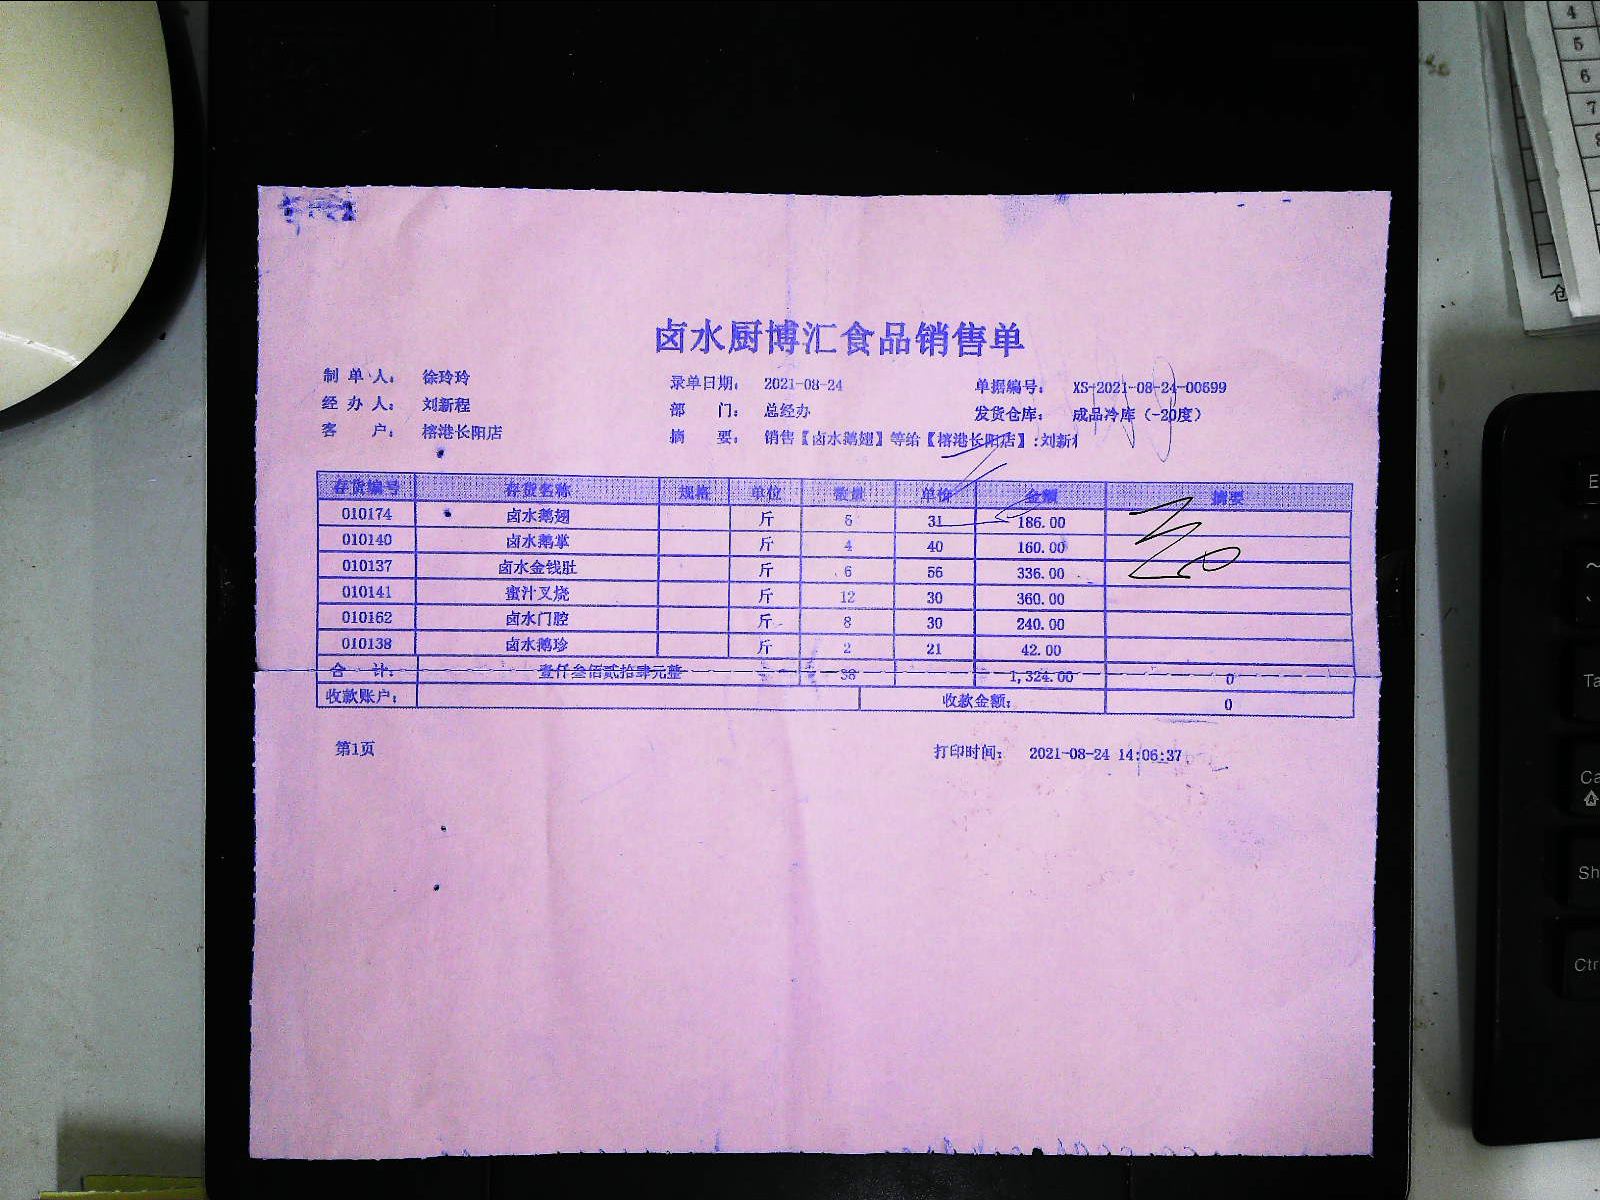 卤水厨博汇食品销售单
制 单 人： 徐玲玲 录单日期： 2021-08-24 单据编号： XS-2021-08-24-00699
经 办 人： 刘新程 部 门： 总经办 发货仓库： 成品冷库（-20度）
客 户： 榕港长阳店 摘 要： 销售【卤水鹅翅】等给【榕港长阳店】:刘新
存货编号 存货名称 规格 单位 数量 单价 金额 摘要
010174 卤水鹅翅 斤 6 31 186.00
010140 卤水鹅掌 斤 4 40 160.00
010137 卤水金钱肚 斤 6 56 336.00
010141 蜜汁叉烧 斤 12 30 360.00
010162 卤水门腔 斤 8 30 240.00
010138 卤水鹅珍 斤 2 21 42.00
合 计： 壹仟叁佰贰拾肆元整 38 1,324.00 0
收款账户： 收款金额： 0
第1页 打印时间： 2021-08-24 14:06:37
4
5
6
7
8
Ta
Ca
Sh
Ctr